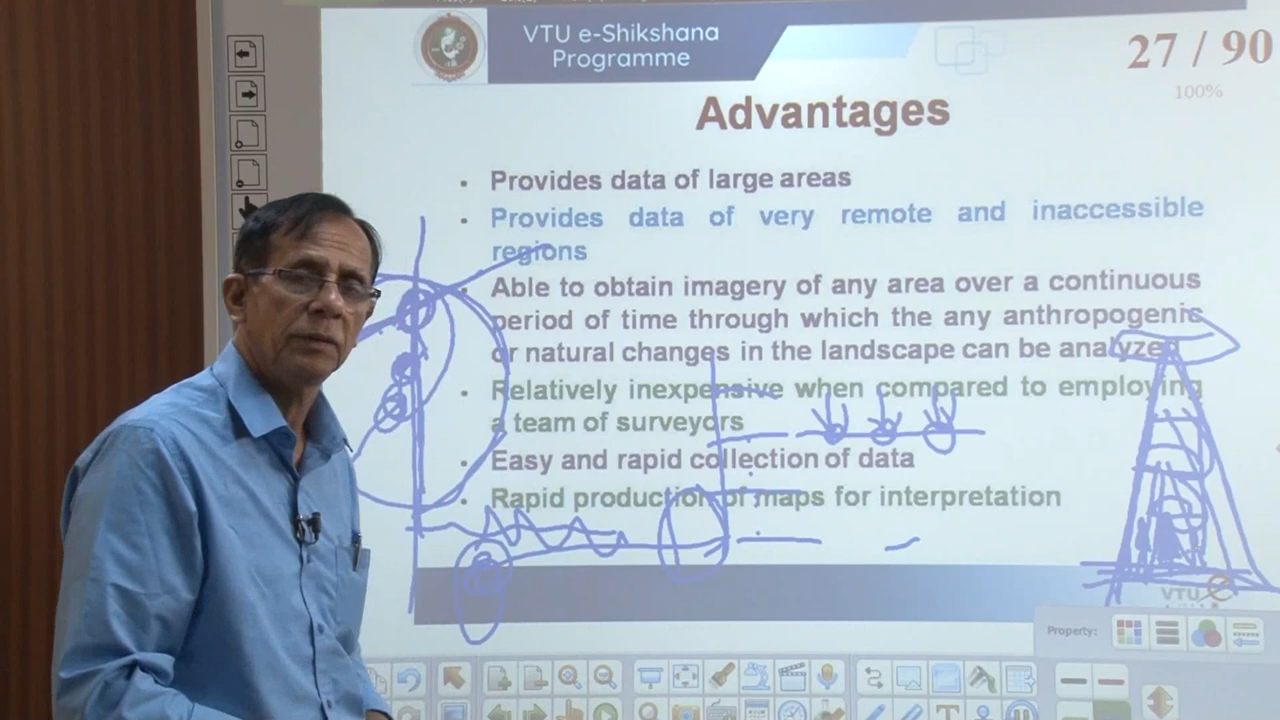 VTU e-Shikshana
Programme
27 / 90
100%
Advantages
• Provides data of large areas
• Provides data of very remote and inaccessible
regions
• Able to obtain imagery of any area over a continuous
period of time through which the any anthropogenic
or natural changes in the landscape can be analyzed
• Relatively inexpensive when compared to employing
a team of surveyors
• Easy and rapid collection of data
• Rapid production of maps for interpretation
VTU e
Property: